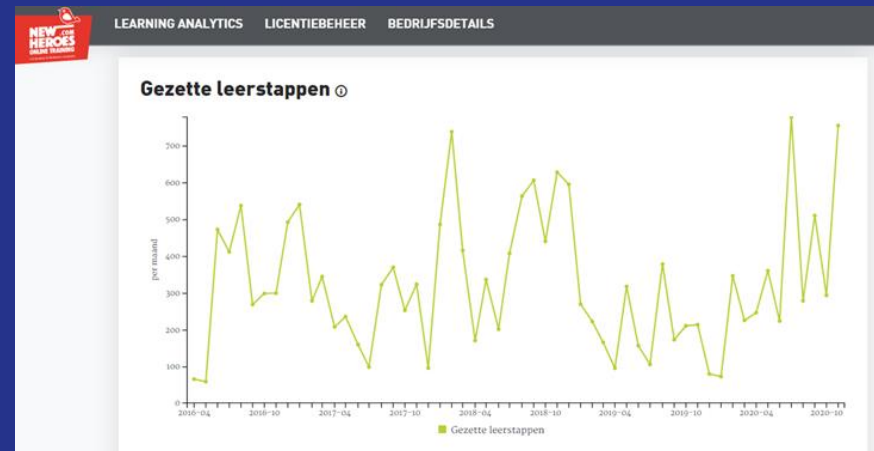 NEW .COM
HEROES
ONLINE TRAINING
LEARNING ANALYTICS LICENTIEBEHEER BEDRIJFSDETAILS
Gezette leerstappen
per maand
700
600
500
400
300
200
100
0
2016-04 2016-10 2017-04 2017-10 2018-04 2018-10 2019-04 2019-10 2020-04 2020-10
Gezette leerstappen